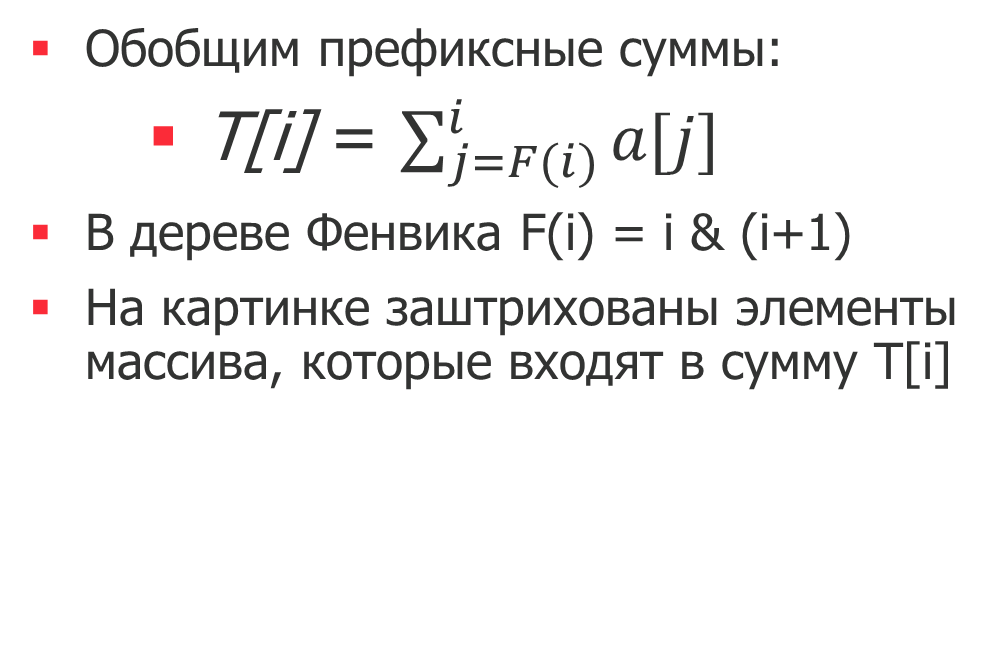 ▪ Обобщим префиксные суммы:
▪ T[i] = ∑_{j=F(i)}^{i} a[j]
▪ В дереве Фенвика F(i) = i & (i+1)
▪ На картинке заштрихованы элементы
массива, которые входят в сумму T[i]